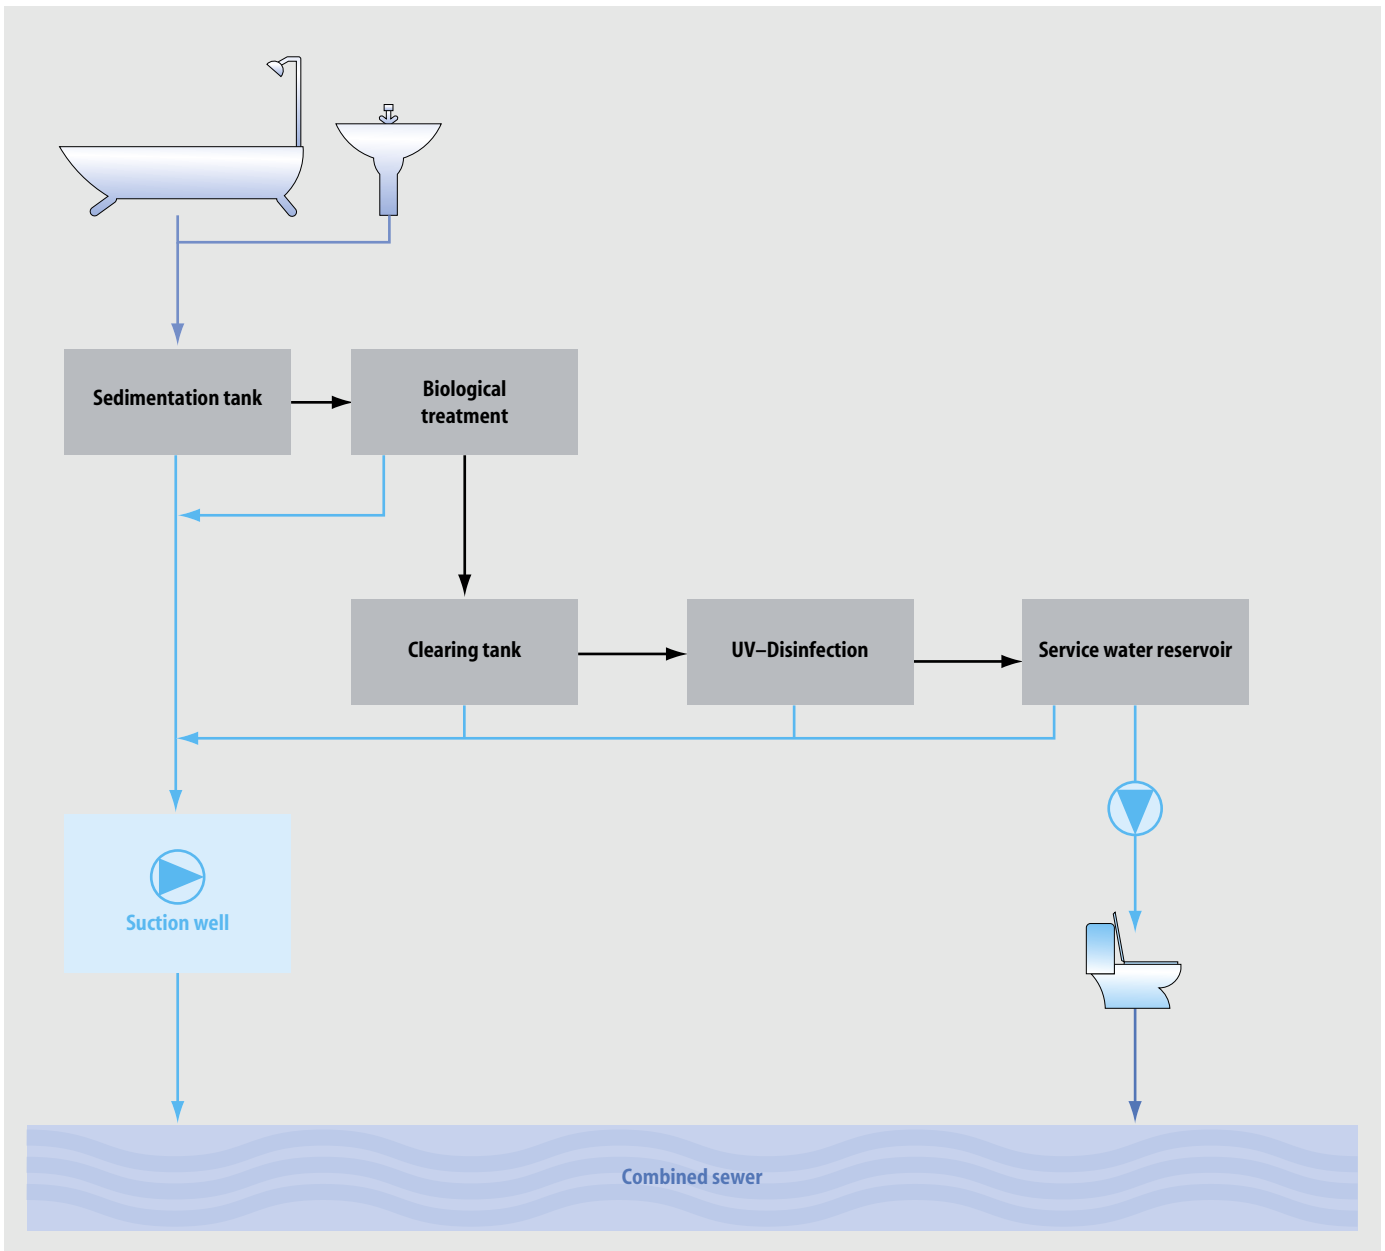 Sedimentation tank
Biological
treatment
Clearing tank
UV–Disinfection
Service water reservoir
Suction well
Combined sewer